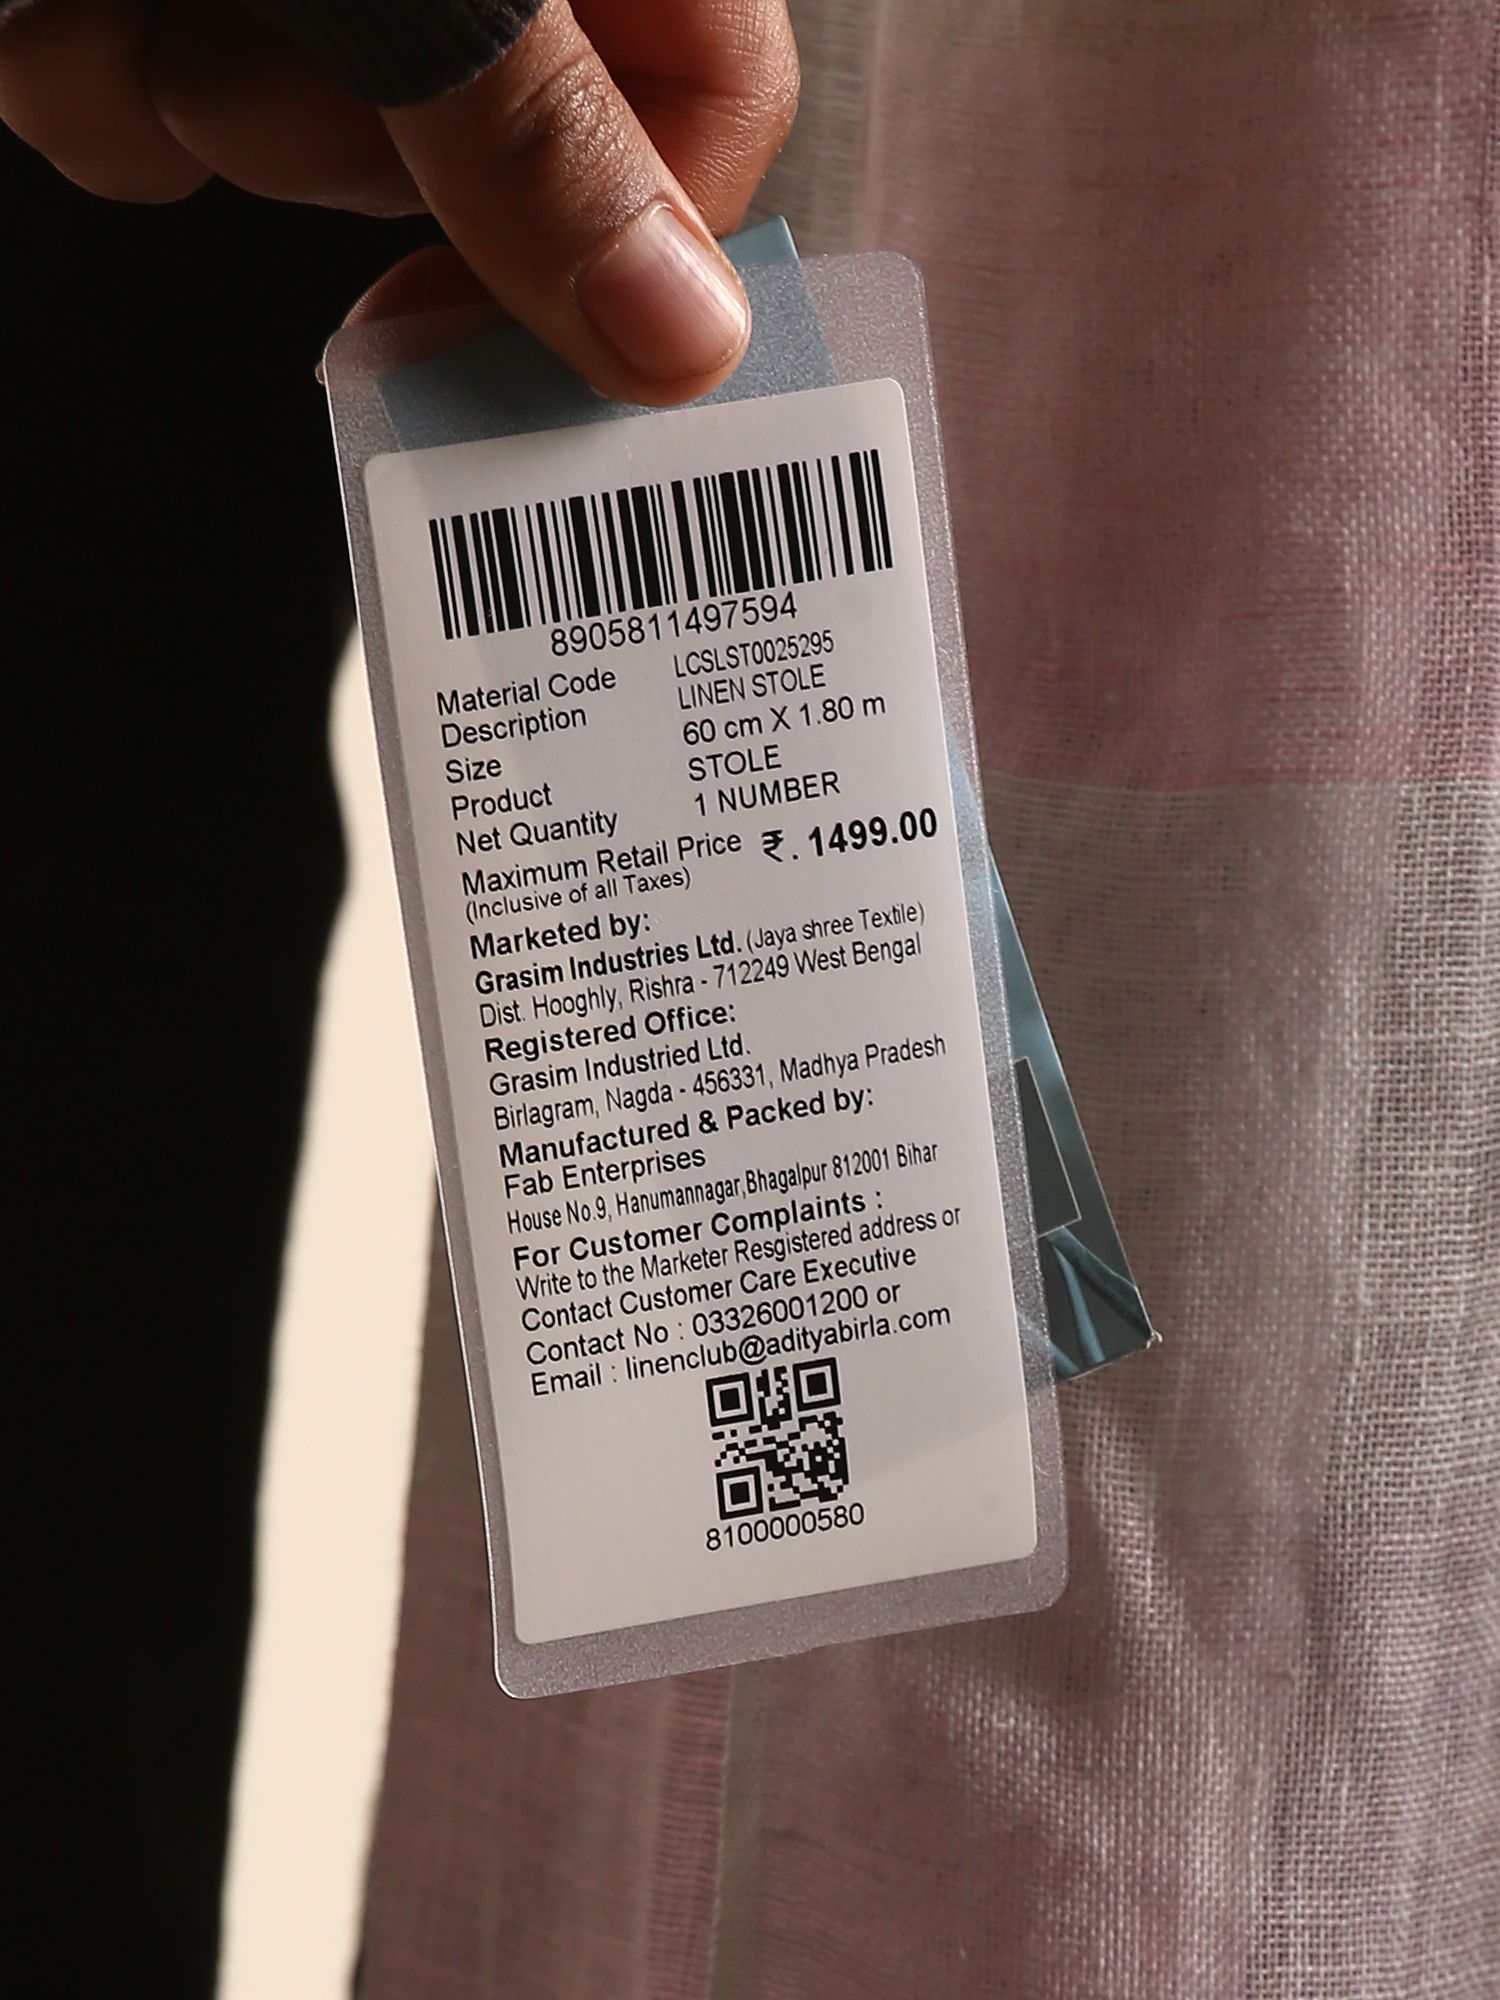 8905811497594
Material Code LCSLST0025295
Description LINEN STOLE
Size 60 cm X 1.80 m
Product STOLE
Net Quantity 1 NUMBER
Maximum Retail Price ₹. 1499.00
(Inclusive of all Taxes)
Marketed by:
Grasim Industries Ltd. (Jaya shree Textile)
Dist. Hooghly, Rishra - 712249 West Bengal
Registered Office:
Grasim Industried Ltd.
Birlagram, Nagda - 456331, Madhya Pradesh
Manufactured & Packed by:
Fab Enterprises
House No.9, Hanumannagar,Bhagalpur 812001 Bihar
For Customer Complaints :
Write to the Marketer Resgistered address or
Contact Customer Care Executive
Contact No : 03326001200 or
Email : linenclub@adityabirla.com
8100000580